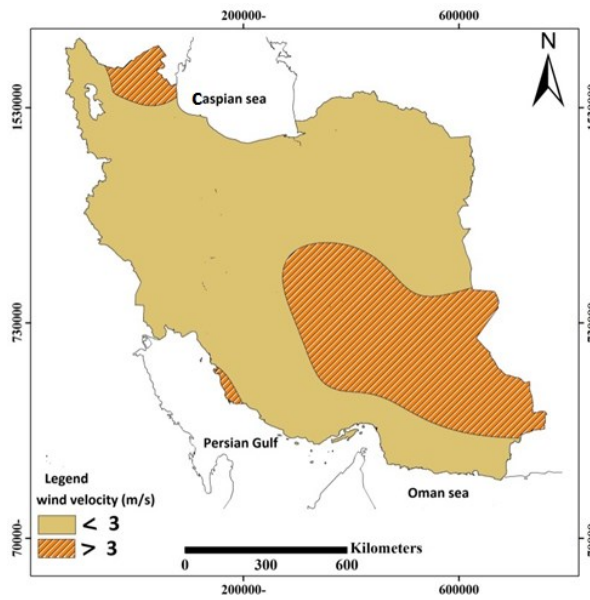 200000-
600000
N
1530000
1530000
Caspian sea
730000
730000
Persian Gulf
Oman sea
Legend
wind velocity (m/s)
< 3
> 3
Kilometers
0 300 600
70000-
70000-
200000-
600000